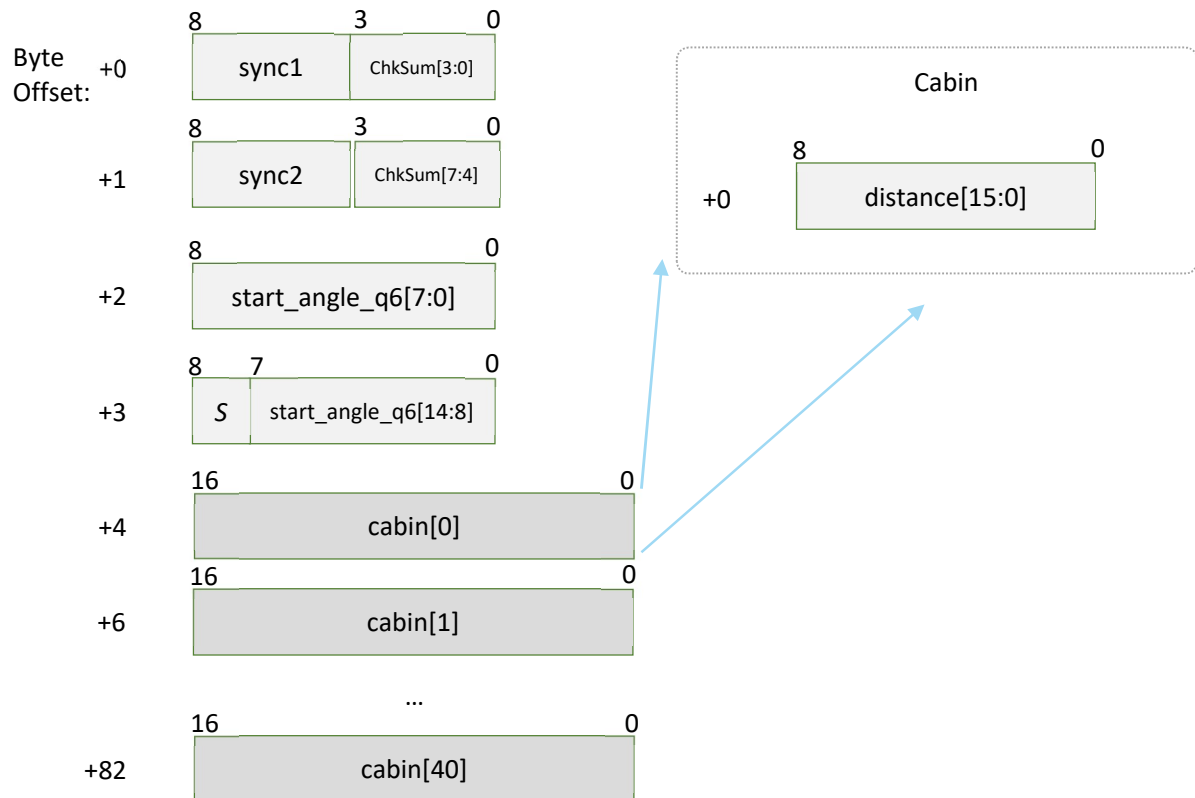 8 3 0
Byte
Offset:
+0
sync1
ChkSum[3:0]
8 3 0
+1
sync2
ChkSum[7:4]
8 0
+2
start_angle_q6[7:0]
8 7 0
+3
S
start_angle_q6[14:8]
16 0
+4
cabin[0]
16 0
+6
cabin[1]
...
16 0
+82
cabin[40]
Cabin
8 0
+0
distance[15:0]